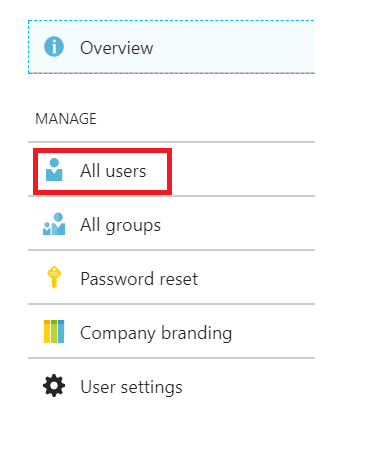 Overview
MANAGE
All users
All groups
Password reset
Company branding
User settings